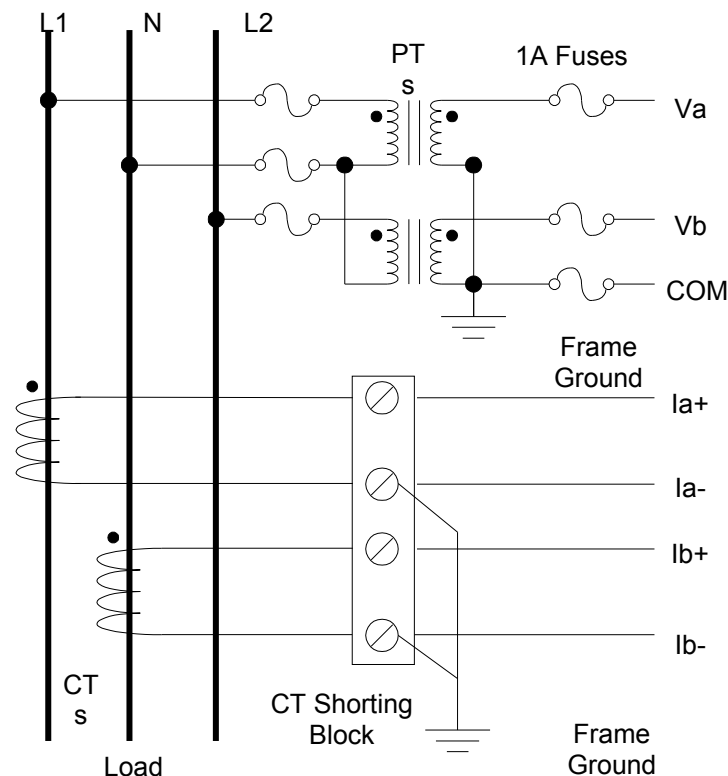 L1 N L2
PT
s
1A Fuses
Va
Vb
COM
Frame
Ground
Ia+
Ia-
Ib+
Ib-
CT
s
CT Shorting
Block
Load
Frame
Ground